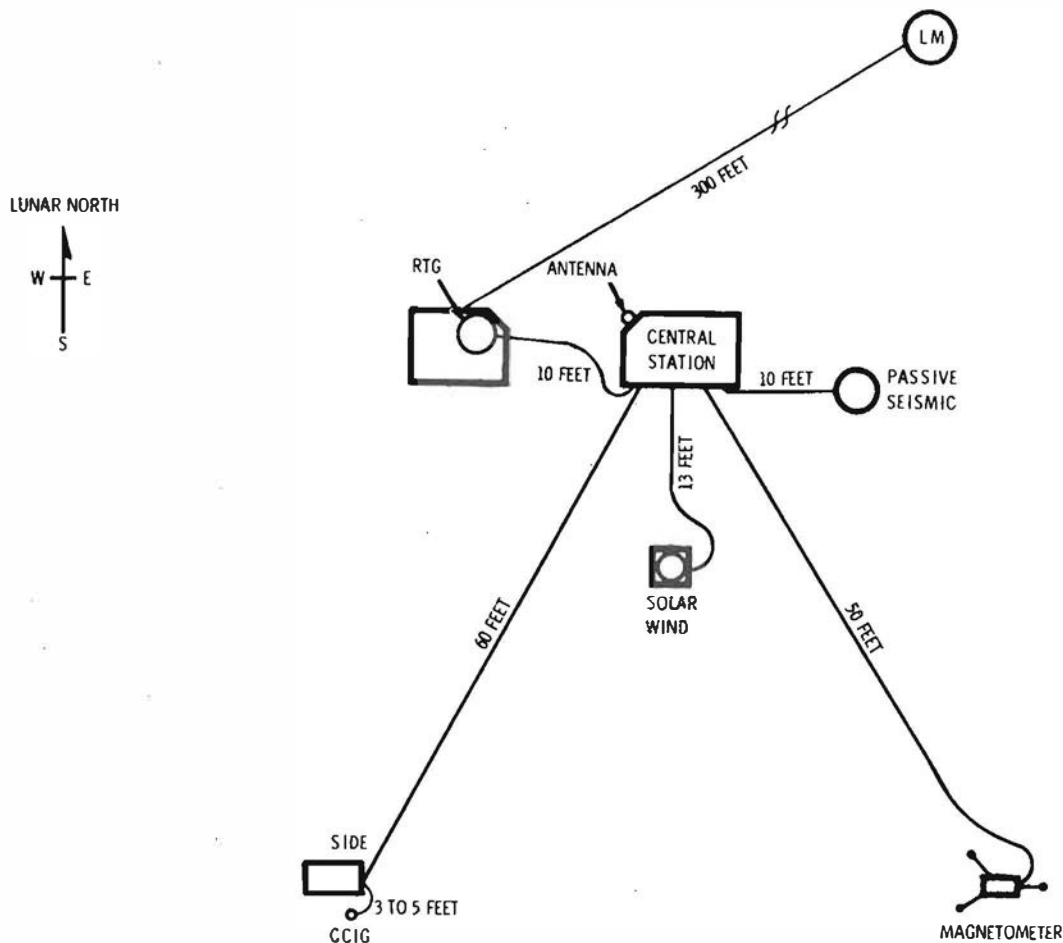 LM
300 FEET
LUNAR NORTH
W E
S
RTG
ANTENNA
CENTRAL
STATION
10 FEET
10 FEET
PASSIVE
SEISMIC
13 FEET
SOLAR
WIND
60 FEET
50 FEET
SIDE
3 TO 5 FEET
CCIG
MAGNETOMETER